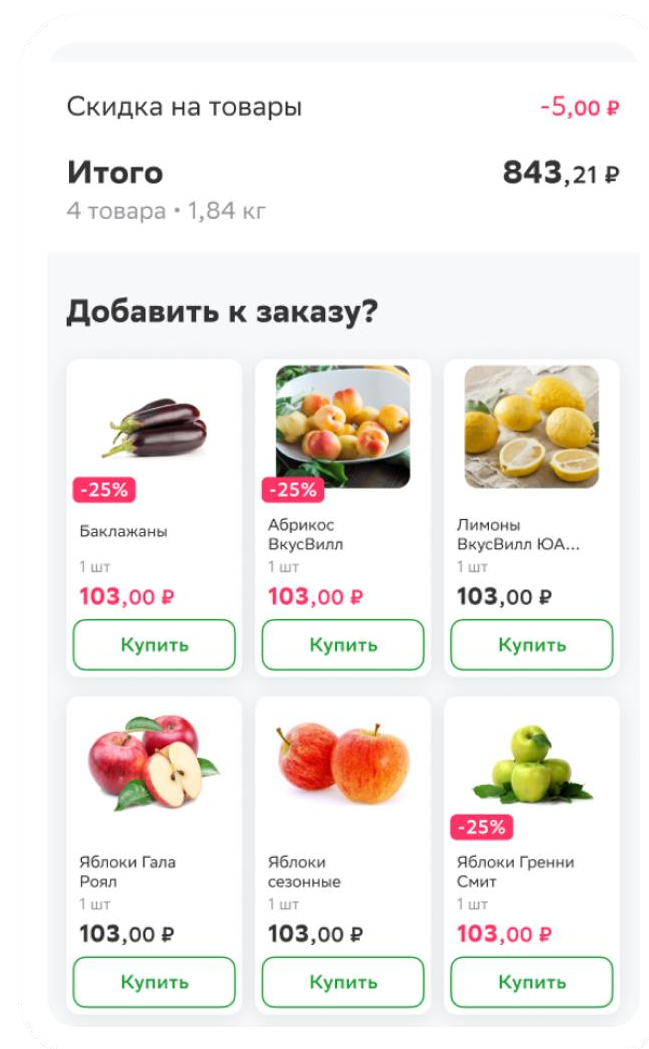 Скидка на товары -5,00 ₽
Итого 843,21 ₽
4 товара • 1,84 кг
Добавить к заказу?
-25%
Баклажаны
1 шт
103,00 ₽
Купить
-25%
Абрикос
ВкусВилл
1 шт
103,00 ₽
Купить
Лимоны
ВкусВилл ЮА...
1 шт
103,00 ₽
Купить
Яблоки Гала
Роял
1 шт
103,00 ₽
Купить
Яблоки
сезонные
1 шт
103,00 ₽
Купить
-25%
Яблоки Гренни
Смит
1 шт
103,00 ₽
Купить